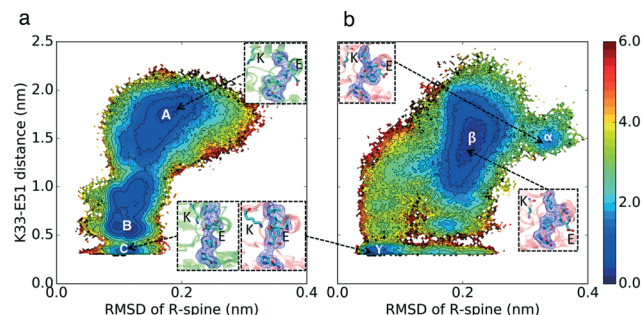 a
b
K33-E51 distance (nm)
2.5
2.0
1.5
1.0
0.5
0.0
0.0
0.2
0.4
RMSD of R-spine (nm)
A
B
C
K
E
K
E
K
E
0.0
0.2
0.4
RMSD of R-spine (nm)
β
α
γ
K
E
K
E
6.0
4.0
2.0
0.0